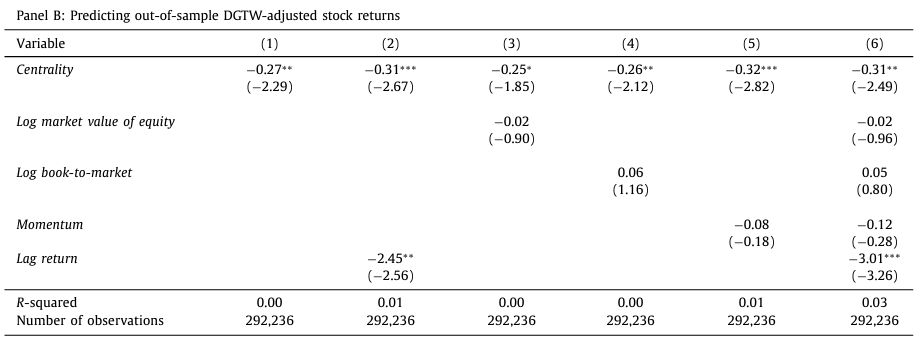 Panel B: Predicting out-of-sample DGTW-adjusted stock returns
Variable (1) (2) (3) (4) (5) (6)
Centrality −0.27** −0.31*** −0.25* −0.26** −0.32*** −0.31**
(−2.29) (−2.67) (−1.85) (−2.12) (−2.82) (−2.49)
Log market value of equity −0.02 −0.02
(−0.90) (−0.96)
Log book-to-market 0.06 0.05
(1.16) (0.80)
Momentum −0.08 −0.12
(−0.18) (−0.28)
Lag return −2.45** −3.01***
(−2.56) (−3.26)
R-squared 0.00 0.01 0.00 0.00 0.01 0.03
Number of observations 292,236 292,236 292,236 292,236 292,236 292,236